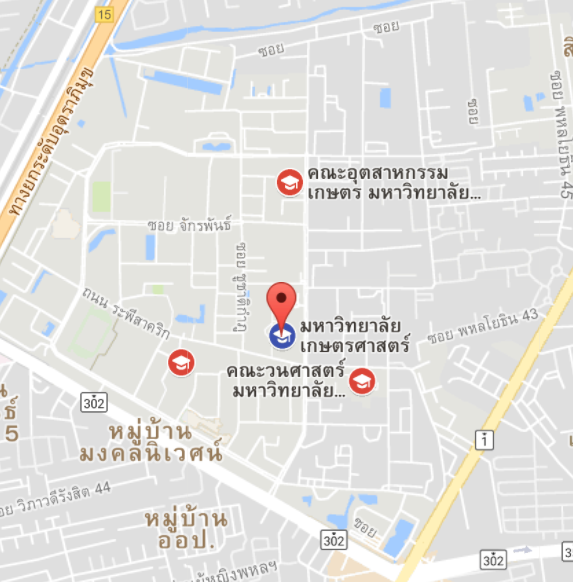 15
ซอย
ซอย
ซอย
ทางยกระดับอุตราภิมุข
ซอย พหลโยธิน 45
คณะอุตสาหกรรม
เกษตร มหาวิทยาลัย...
ซอย จักรพันธ์
ซอย ชูชาติกำภู
ถนน ระพีสาคริก
มหาวิทยาลัย
เกษตรศาสตร์
ซอย พหลโยธิน 43
คณะวนศาสตร์
มหาวิทยาลัย...
302
หมู่บ้าน
มงคลนิเวศน์
5
1
วิภาวดีรังสิต 44
หมู่บ้าน
ออป.
ซอย
302
302
3